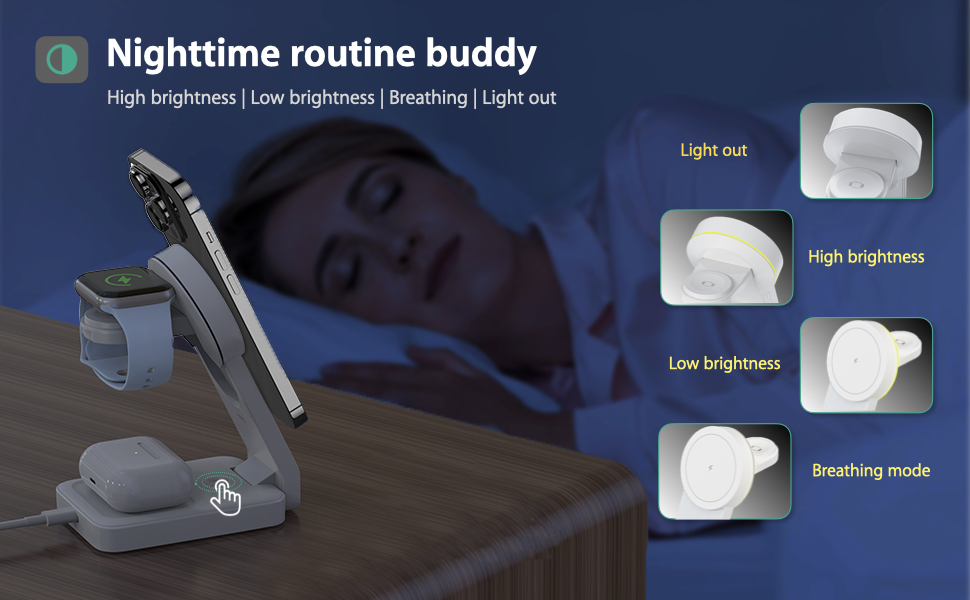 Nighttime routine buddy
High brightness | Low brightness | Breathing | Light out
Light out
High brightness
Low brightness
Breathing mode